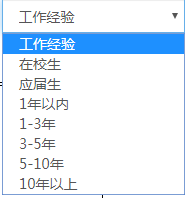 工作经验
工作经验
在校生
应届生
1年以内
1-3年
3-5年
5-10年
10年以上